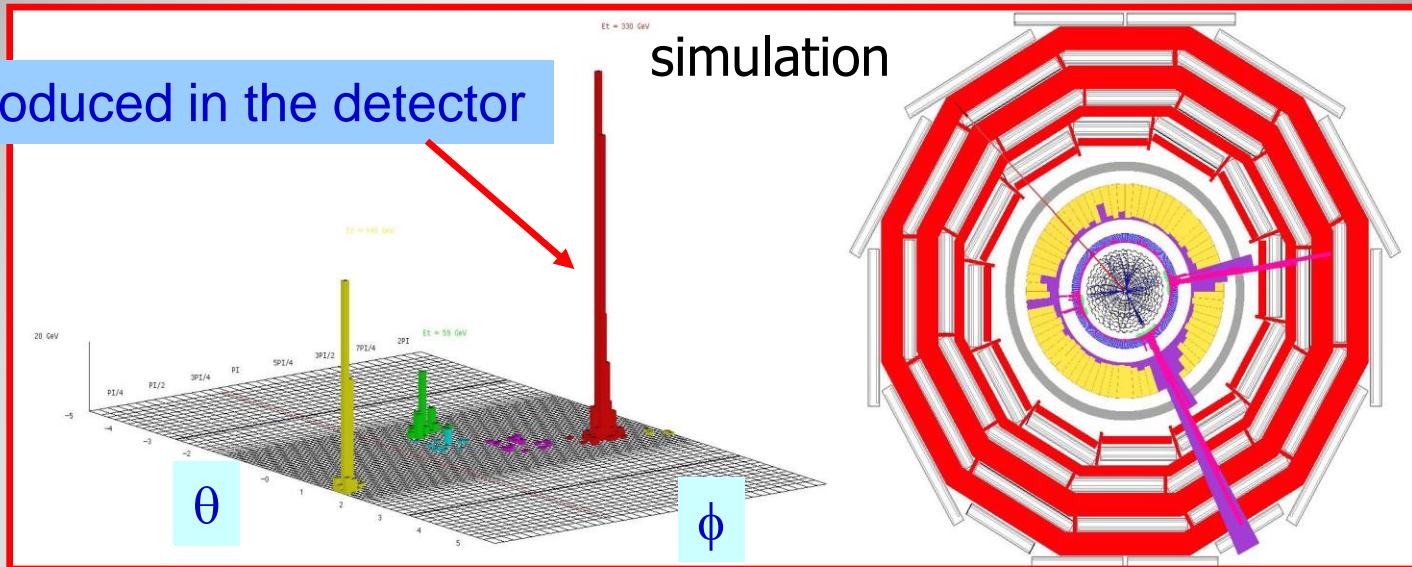 Et = 330 GeV
simulation
oduced in the detector
Et = 59 GeV
20 GeV
PI/4
PI/2
3PI/4
PI
5PI/4
3PI/2
7PI/4
2PI
-5
-4
-3
-2
-0
1
2
3
4
5
θ
ϕ